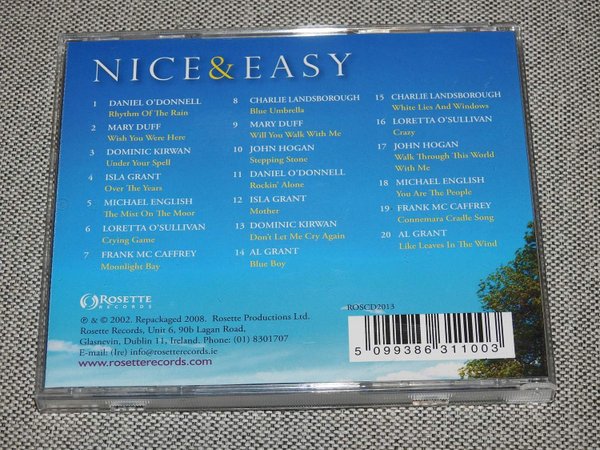 NICE & EASY
1 DANIEL O'DONNELL
Rhythm Of The Rain
2 MARY DUFF
Wish You Were Here
3 DOMINIC KIRWAN
Under Your Spell
4 ISLA GRANT
Over The Years
5 MICHAEL ENGLISH
The Mist On The Moor
6 LORETTA O'SULLIVAN
Crying Game
7 FRANK MC CAFFREY
Moonlight Bay
8 CHARLIE LANDSBOROUGH
Blue Umbrella
9 MARY DUFF
Will You Walk With Me
10 JOHN HOGAN
Stepping Stone
11 DANIEL O'DONNELL
Rockin' Alone
12 ISLA GRANT
Mother
13 DOMINIC KIRWAN
Don't Let Me Cry Again
14 AL GRANT
Blue Boy
15 CHARLIE LANDSBOROUGH
White Lies And Windows
16 LORETTA O'SULLIVAN
Crazy
17 JOHN HOGAN
Walk Through This World
With Me
18 MICHAEL ENGLISH
You Are The People
19 FRANK MC CAFFREY
Connemara Cradle Song
20 AL GRANT
Like Leaves In The Wind
ROSETTE
RECORDS
℗ & © 2002. Repackaged 2008. Rosette Productions Ltd.
Rosette Records, Unit 6, 90b Lagan Road,
Glasnevin, Dublin 11, Ireland. Phone: (01) 8301707
E-mail: (Ire) info@rosetterecords.ie
www.rosetterecords.com
ROSCD2013
5 099386 311003